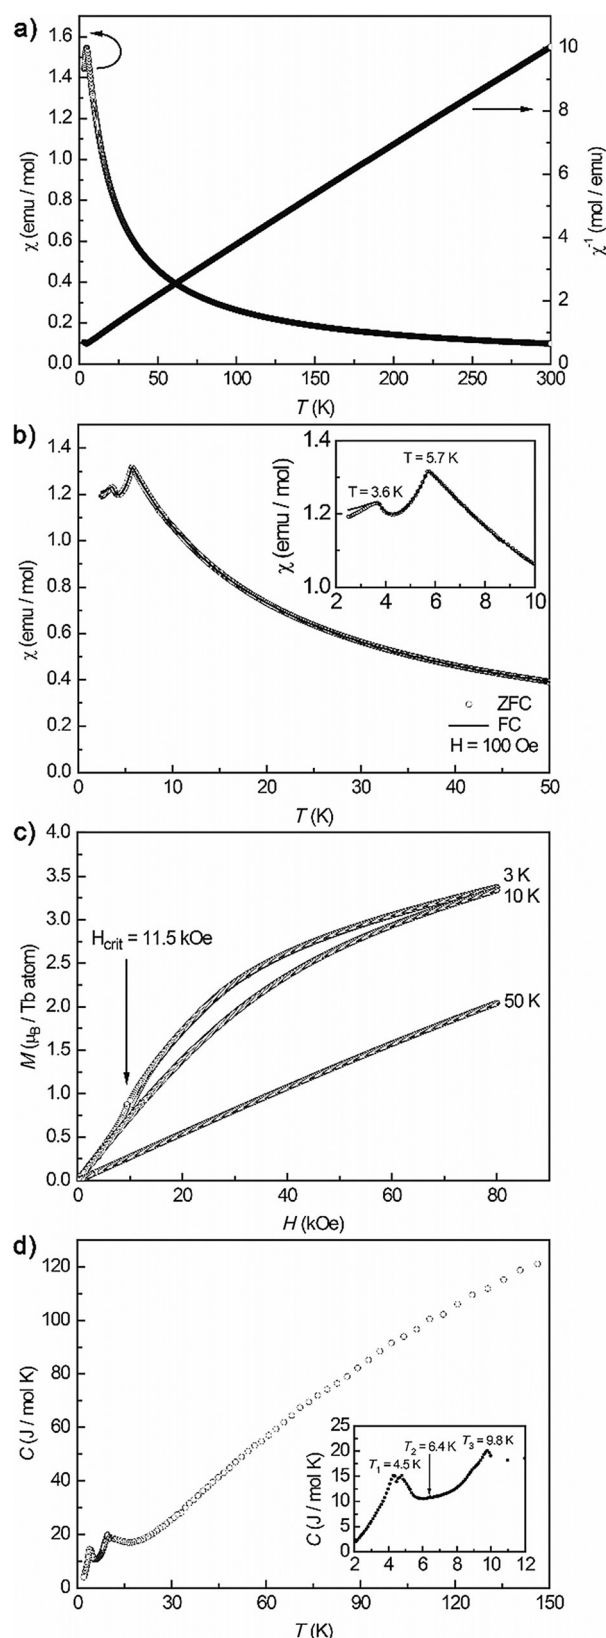 a)
1.6
1.4
1.2
1.0
0.8
0.6
0.4
0.2
0.0
χ (emu / mol)
10
8
6
4
2
0
χ⁻¹ (mol / emu)
0 50 100 150 200 250 300
T (K)
b)
1.4
1.2
1.0
0.8
0.6
0.4
0.2
0.0
χ (emu / mol)
1.4
1.2
1.0
χ (emu / mol)
T = 5.7 K
T = 3.6 K
2 4 6 8 10
ZFC
FC
H = 100 Oe
0 10 20 30 40 50
T (K)
c)
4.0
3.5
3.0
2.5
2.0
1.5
1.0
0.5
0.0
M (μB / Tb atom)
Hcrit = 11.5 kOe
3 K
10 K
50 K
0 20 40 60 80
H (kOe)
d)
120
100
80
60
40
20
0
C (J / mol K)
25
20
15
10
5
0
C (J / mol K)
T1 = 4.5 K
T2 = 6.4 K
T3 = 9.8 K
2 4 6 8 10 12
0 30 60 90 120 150
T (K)